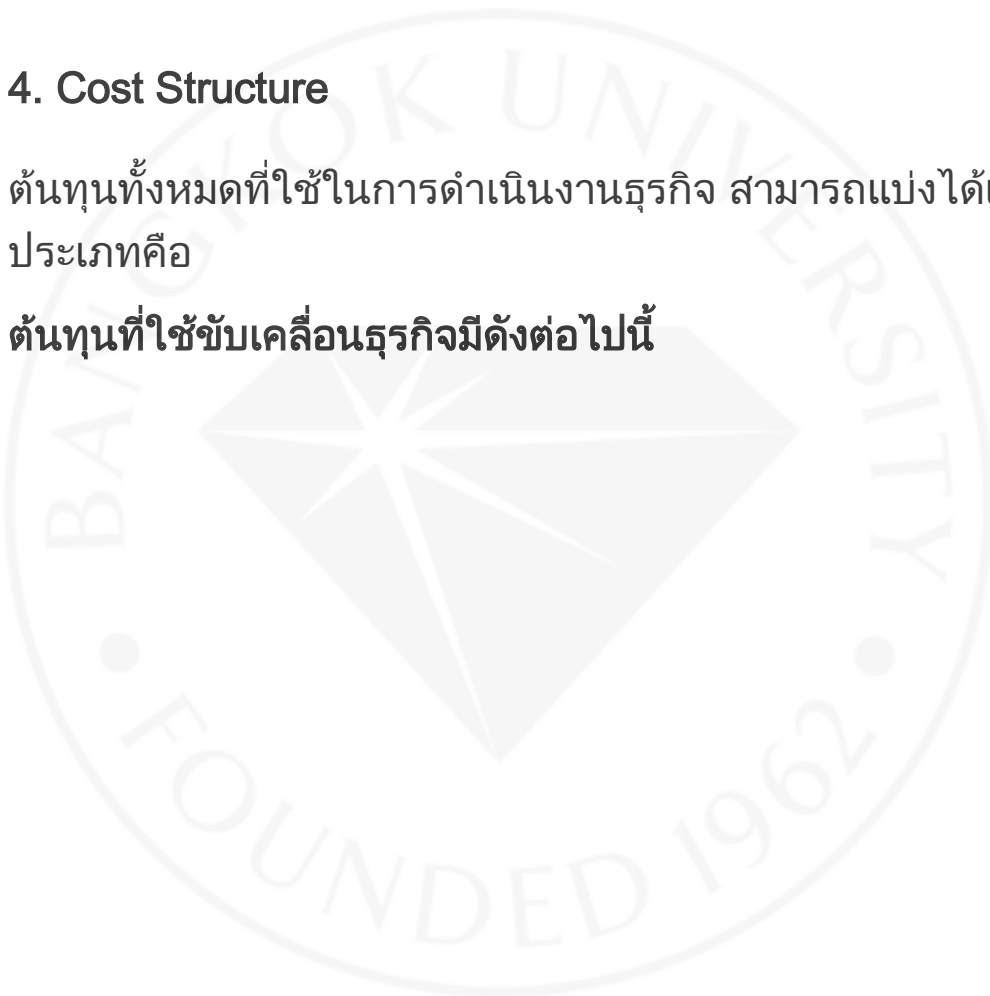 4. Cost Structure
ต้นทุนทั้งหมดที่ใช้ในการดำเนินงานธุรกิจ สามารถแบ่งได้
ประเภทคือ
ต้นทุนที่ใช้ขับเคลื่อนธุรกิจมีดังต่อไปนี้
BANGKOK UNIVERSITY
FOUNDED 1962